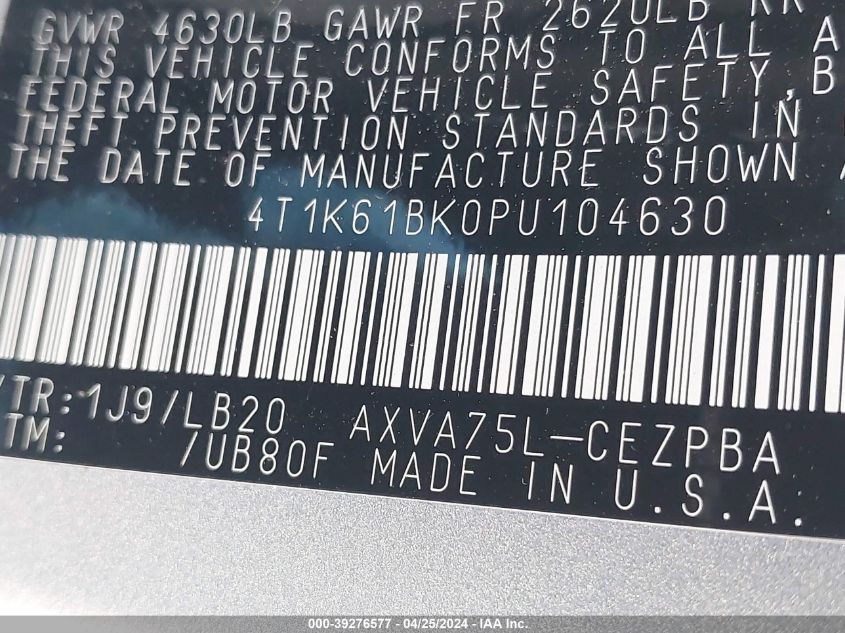 GVWR 4630LB GAWR FR 2620LB RR
THIS VEHICLE CONFORMS TO ALL A
FEDERAL MOTOR VEHICLE SAFETY, B
THEFT PREVENTION STANDARDS IN
THE DATE OF MANUFACTURE SHOWN
4T1K61BK0PU104630
/TR:1J9/LB20 AXVA75L-CEZPBA
TM: /UB80F MADE IN U.S.A.
000-39276577 - 04/25/2024 - IAA Inc.